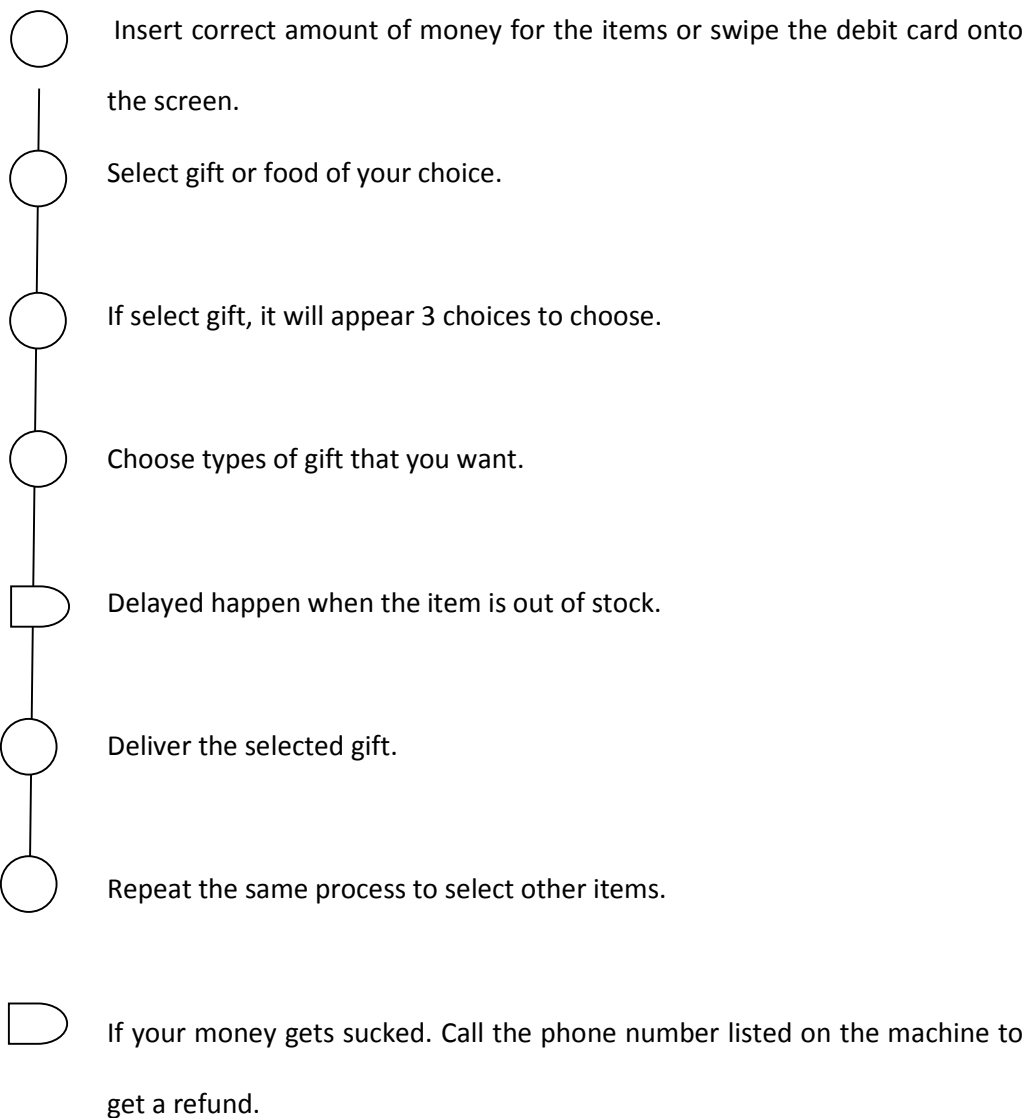 Insert correct amount of money for the items or swipe the debit card onto
the screen.
Select gift or food of your choice.
If select gift, it will appear 3 choices to choose.
Choose types of gift that you want.
Delayed happen when the item is out of stock.
Deliver the selected gift.
Repeat the same process to select other items.
If your money gets sucked. Call the phone number listed on the machine to
get a refund.